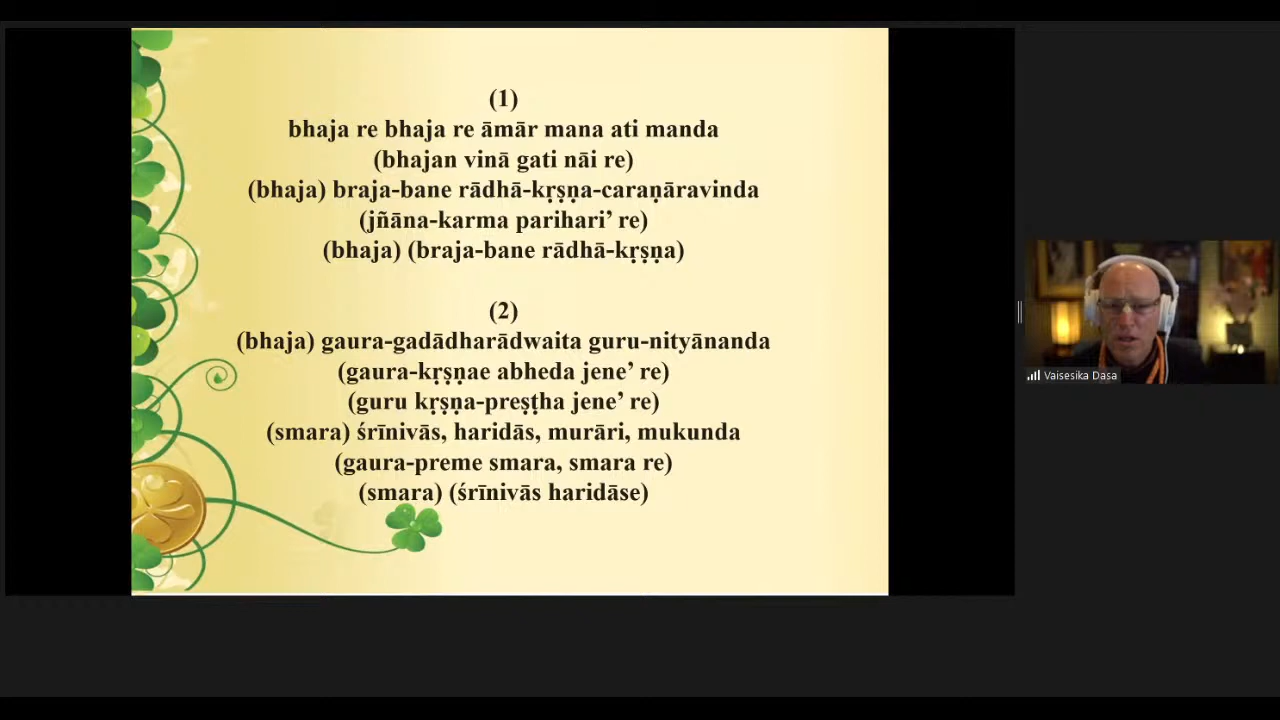 (1)
bhaja re bhaja re āmār mana ati manda
(bhajan vinā gati nāi re)
(bhaja) braja-bane rādhā-kṛṣṇa-caraṇāravinda
(jñāna-karma parihari’ re)
(bhaja) (braja-bane rādhā-kṛṣṇa)
(2)
(bhaja) gaura-gadādharādwaita guru-nityānanda
(gaura-kṛṣṇae abheda jene’ re)
(guru kṛṣṇa-preṣṭha jene’ re)
(smara) śrīnivās, haridās, murāri, mukunda
(gaura-preme smara, smara re)
(smara) (śrīnivās haridāse)
Vaisesika Dasa